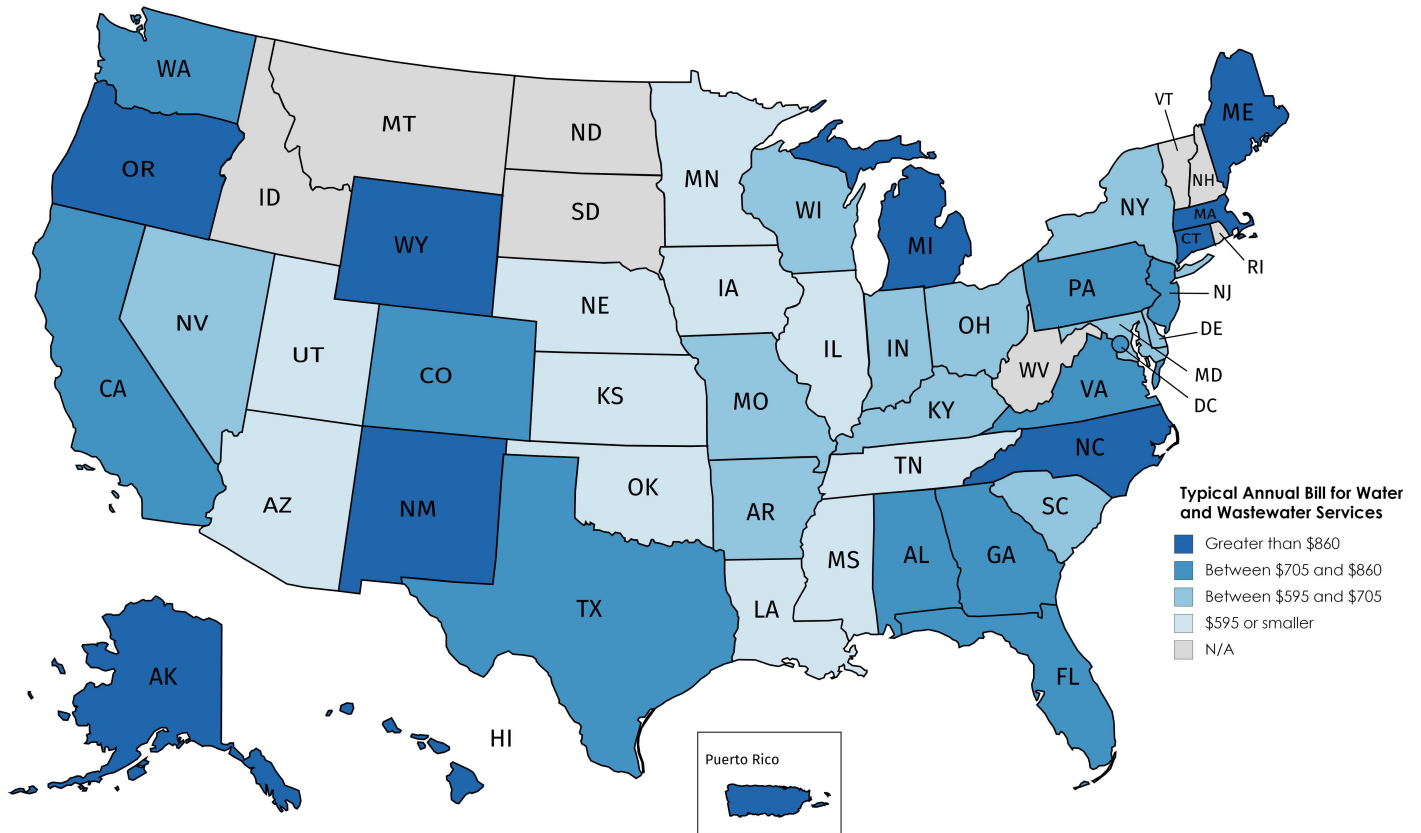 WA
MT
ND
MN
OR
ID
SD
WI
MI
VT
ME
NH
NY
MA
CT
RI
WY
NE
IA
PA
NJ
NV
UT
CO
KS
IL
IN
OH
DE
MD
DC
WV
VA
CA
MO
KY
AZ
NM
OK
TN
NC
AR
SC
MS
AL
GA
TX
LA
FL
AK
HI
Puerto Rico
Typical Annual Bill for Water
and Wastewater Services
Greater than $860
Between $705 and $860
Between $595 and $705
$595 or smaller
N/A